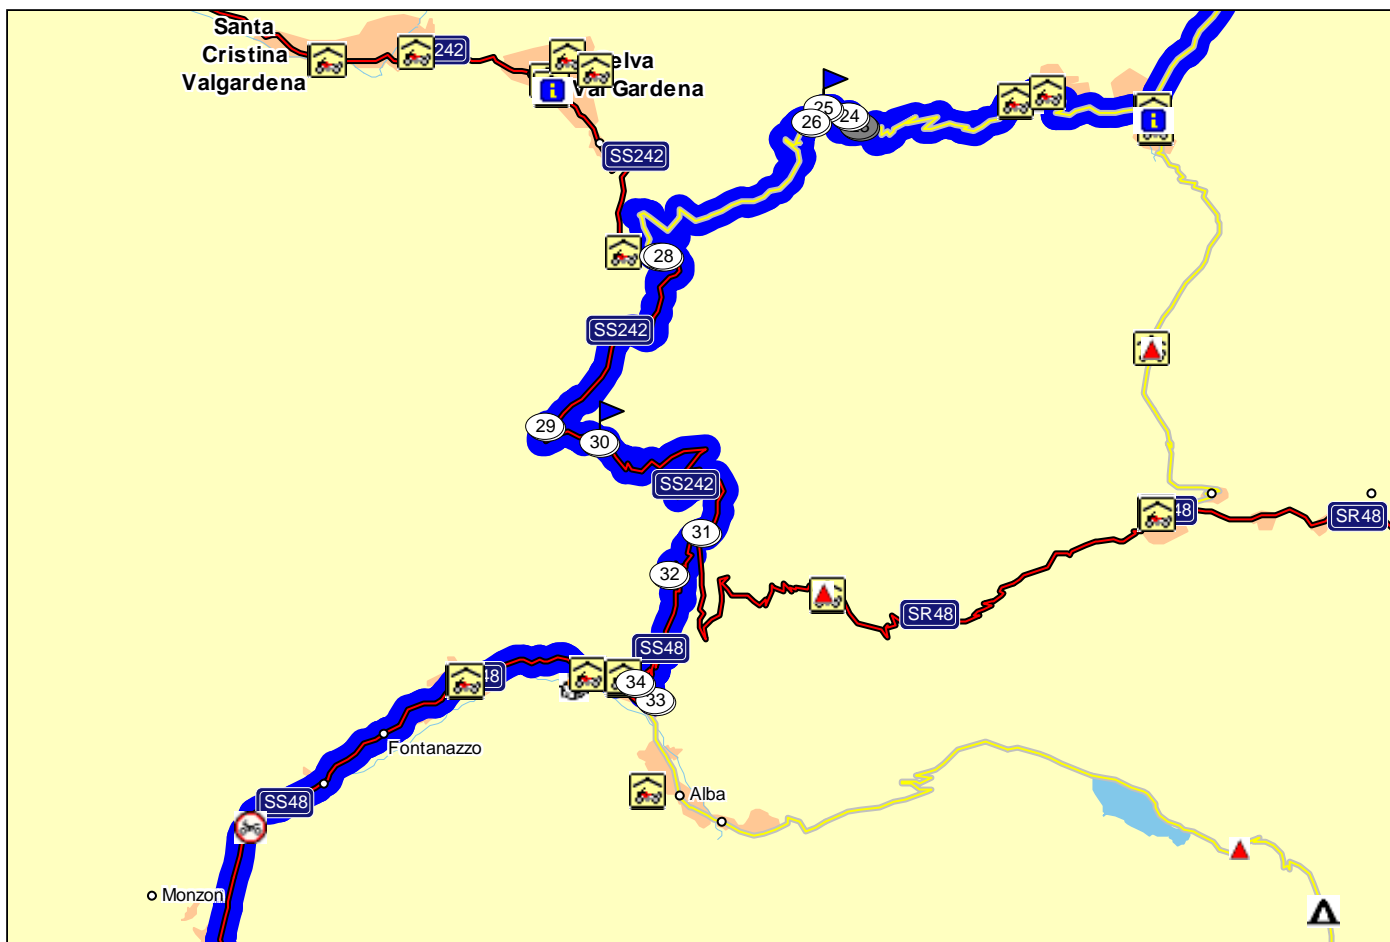 Santa
Cristina
Valgardena
242
elva
Val Gardena
SS242
25
24
26
28
SS242
29
30
SS242
48
SR48
31
32
SR48
SS48
48
34
33
Fontanazzo
Alba
SS48
Monzon